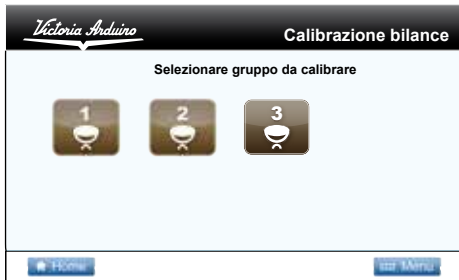 Victoria Arduino
Calibrazione bilance
Selezionare gruppo da calibrare
1 2 3
Home Menu